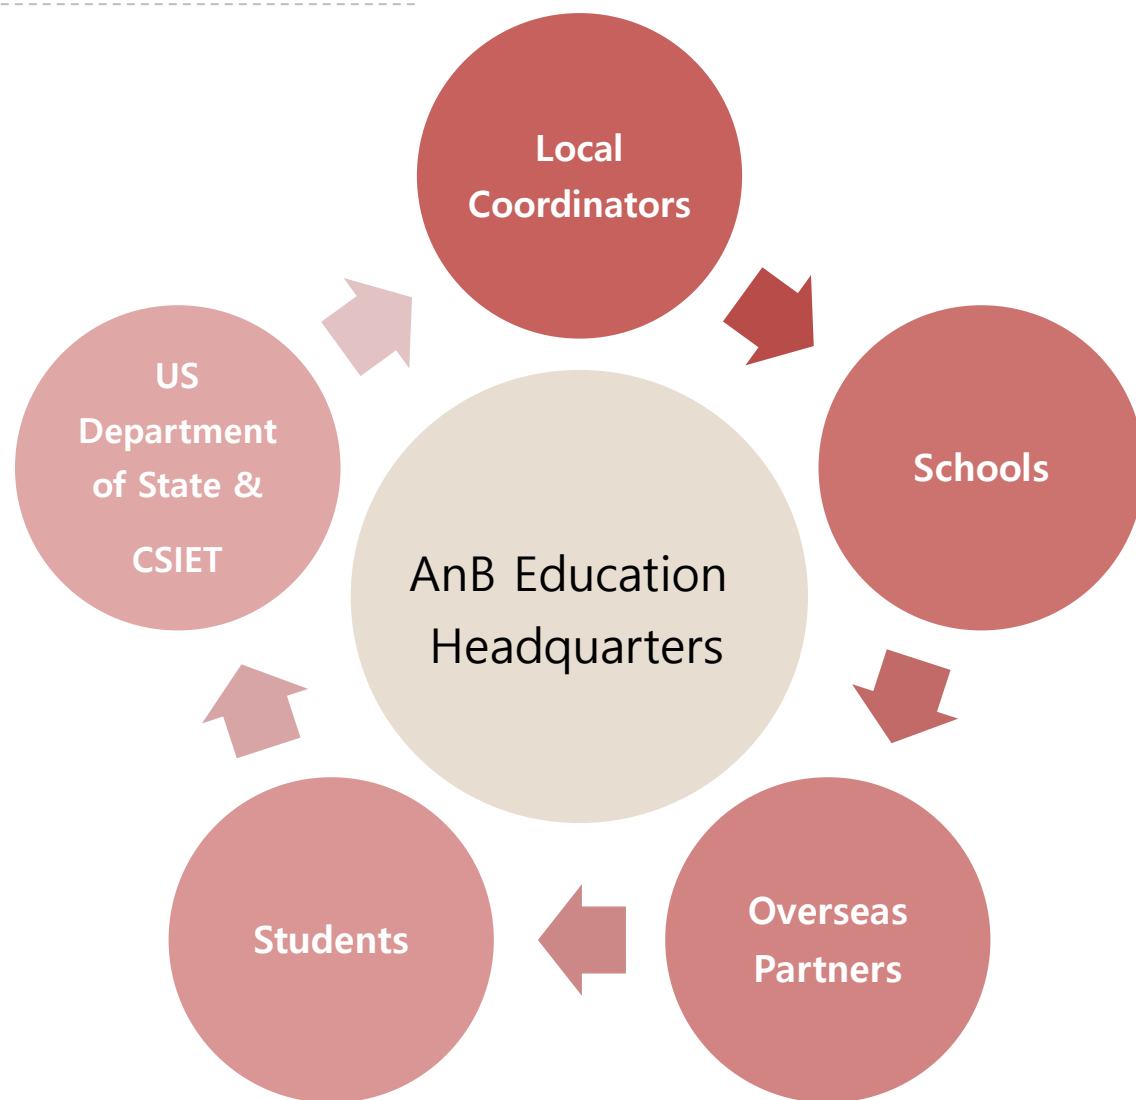 Local
Coordinators
Schools
Overseas
Partners
Students
US
Department
of State &
CSIET
AnB Education
Headquarters